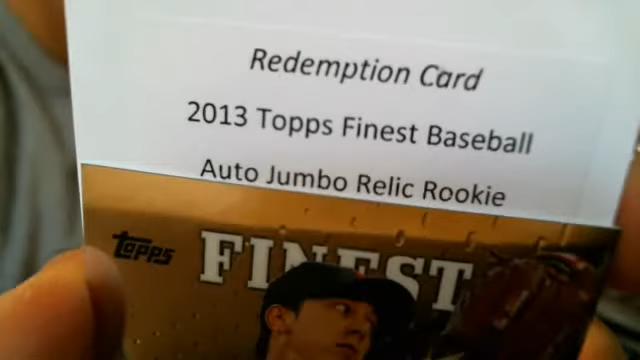 Redemption Card
2013 Topps Finest Baseball
Auto Jumbo Relic Rookie
topps
FINEST